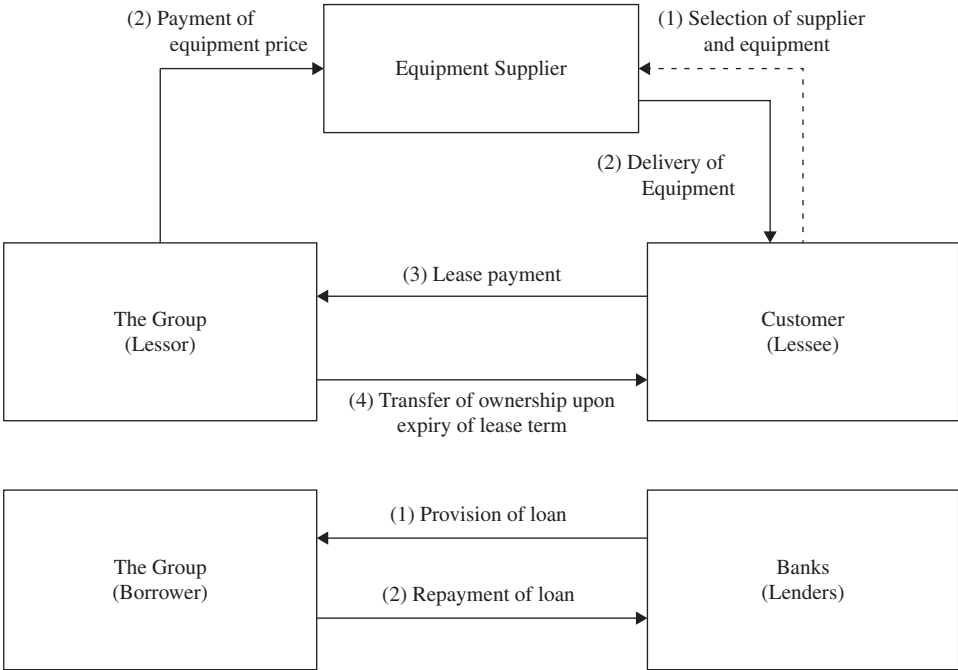 (2) Payment of
equipment price
(1) Selection of supplier
and equipment
Equipment Supplier
(2) Delivery of
Equipment
The Group
(Lessor)
(3) Lease payment
Customer
(Lessee)
(4) Transfer of ownership upon
expiry of lease term
The Group
(Borrower)
(1) Provision of loan
(2) Repayment of loan
Banks
(Lenders)